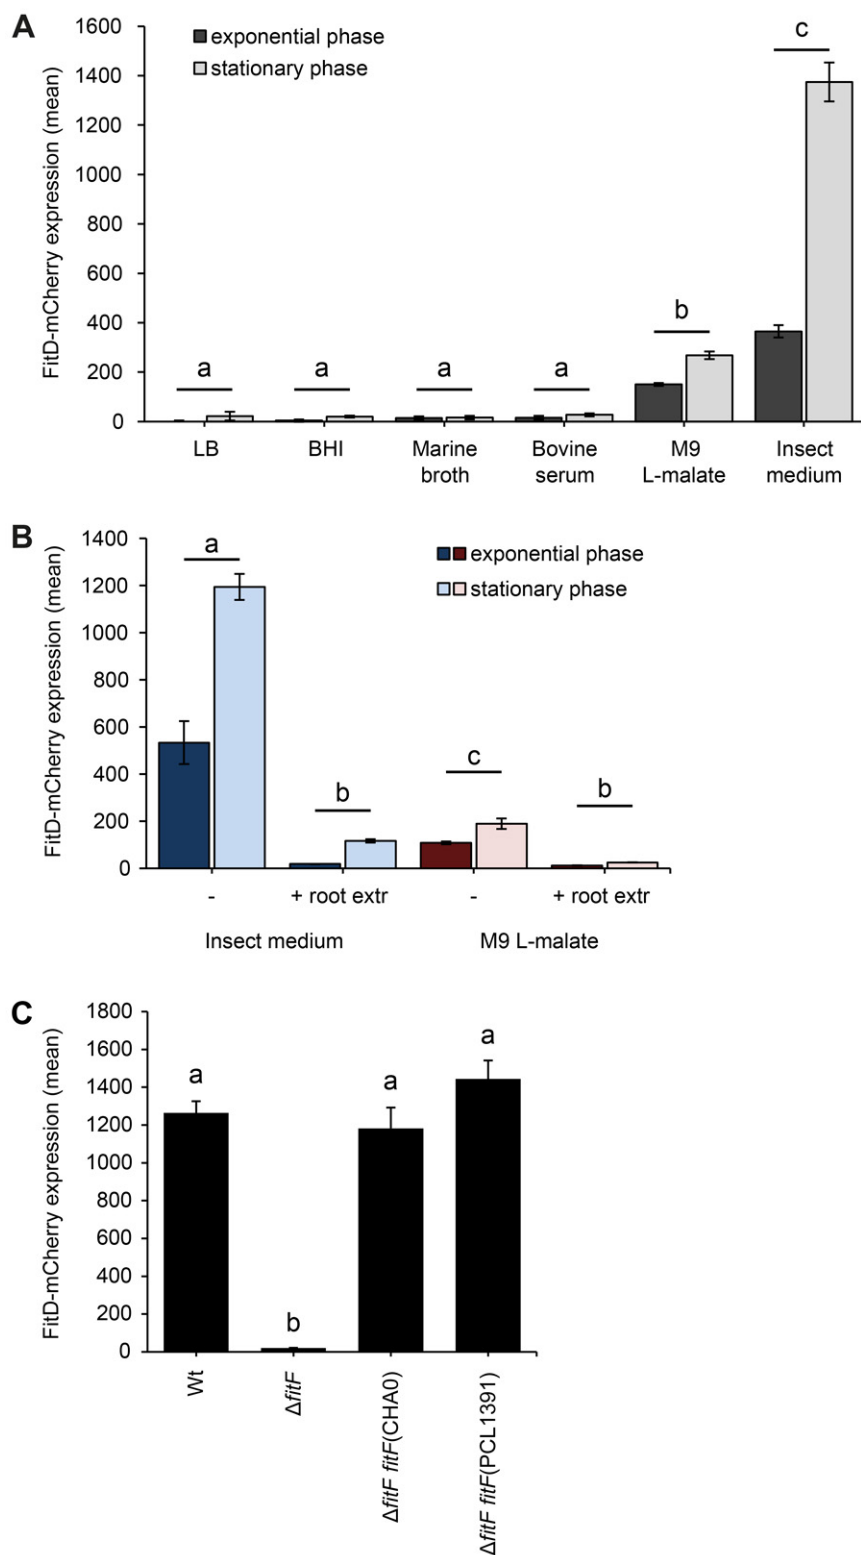 A
FitD-mCherry expression (mean)
1600
1400
1200
1000
800
600
400
200
0
exponential phase
stationary phase
a
a
a
a
b
c
LB
BHI
Marine
broth
Bovine
serum
M9
L-malate
Insect
medium
B
FitD-mCherry expression (mean)
1400
1200
1000
800
600
400
200
0
exponential phase
stationary phase
a
b
c
b
-
+ root extr
-
+ root extr
Insect medium
M9 L-malate
C
FitD-mCherry expression (mean)
1800
1600
1400
1200
1000
800
600
400
200
0
a
b
a
a
Wt
ΔfitF
ΔfitF fitF(CHA0)
ΔfitF fitF(PCL1391)